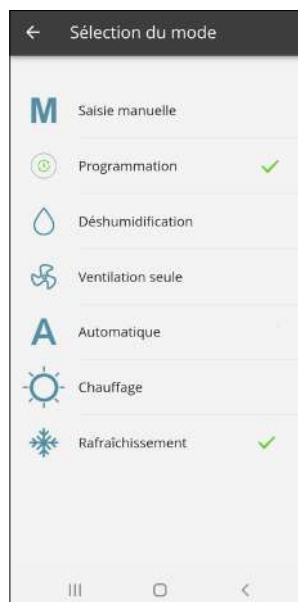 Sélection du mode
M Saisie manuelle
Programmation
Déshumidification
Ventilation seule
A Automatique
Chauffage
Rafraîchissement